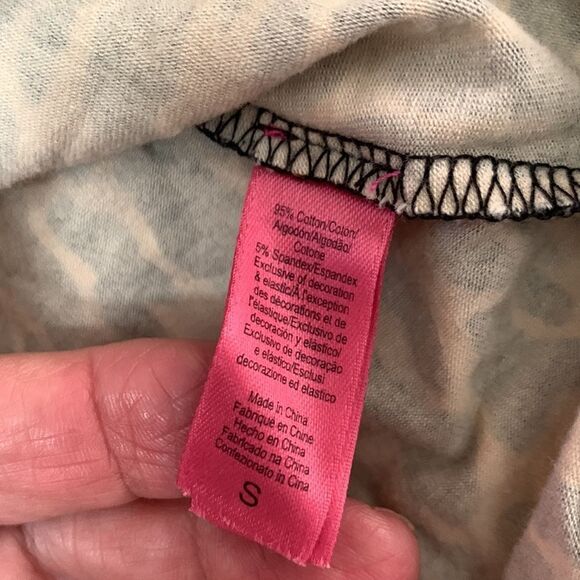 95% Cotton/Coton/
Algodón/Algodão/
Cotone
5% Spandex/Espandex
Exclusive of decoration
& elastic/À l'exception
des décorations et de
l'élastique/Exclusivo de
decoración y elástico/
Exclusivo de decoração
e elástico/Esclusi
decorazione ed elastico
Made in China
Fabriqué en Chine
Hecho en China
Fabricado na China
Confezionato in Cina
S